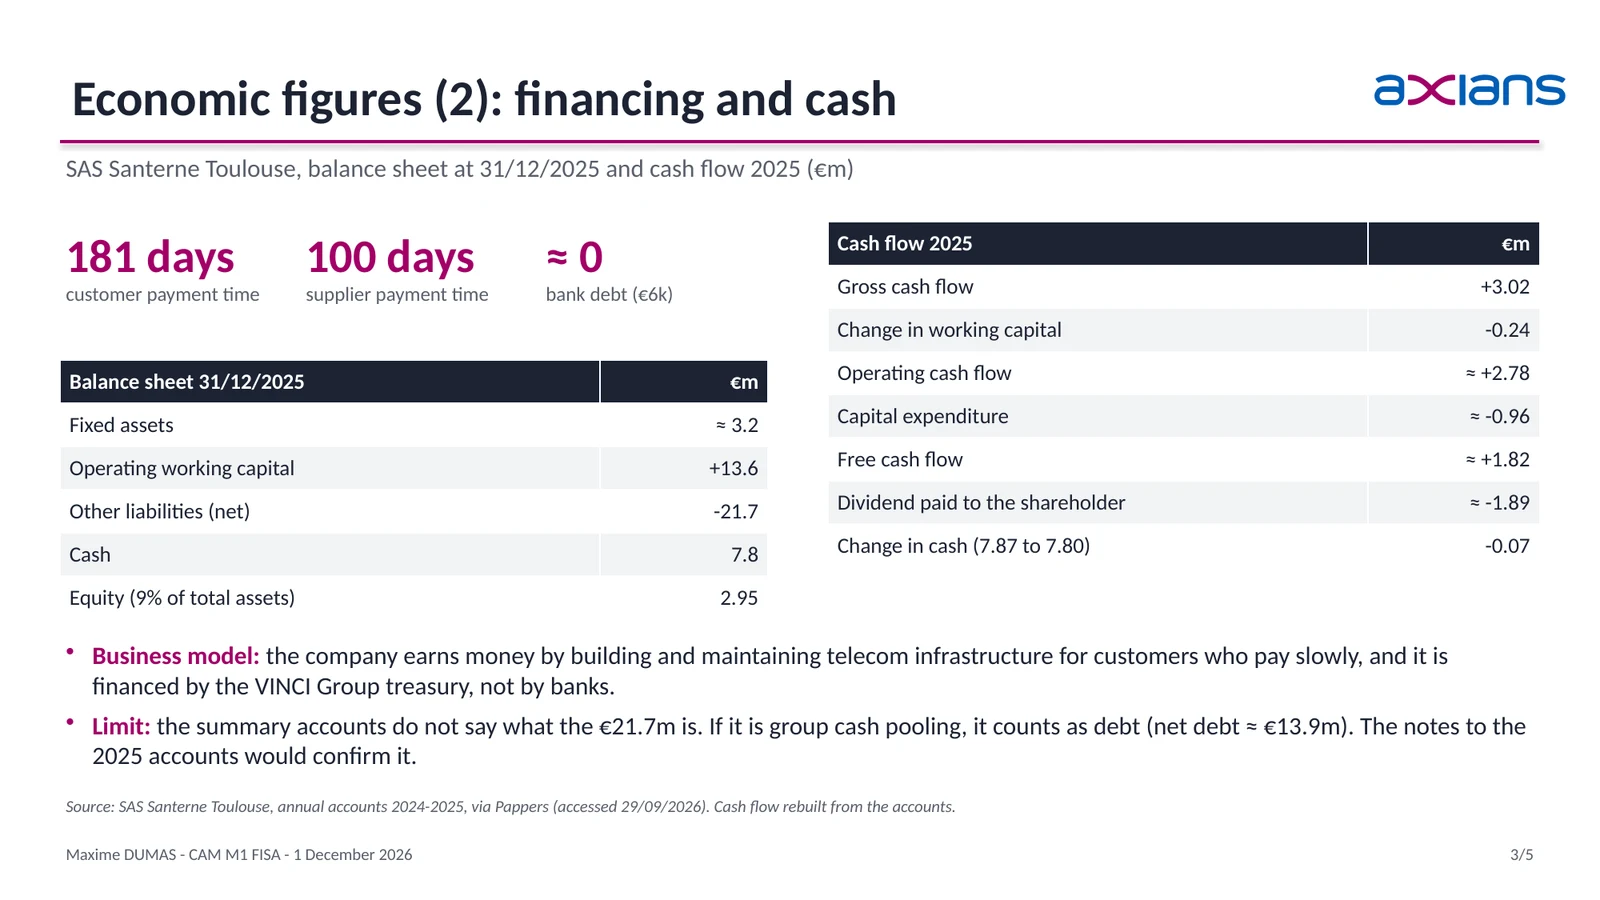 Economic figures (2): financing and cash
axians
SAS Santerne Toulouse, balance sheet at 31/12/2025 and cash flow 2025 (€m)
181 days
customer payment time
100 days
supplier payment time
≈ 0
bank debt (€6k)
Balance sheet 31/12/2025 €m
Fixed assets ≈ 3.2
Operating working capital +13.6
Other liabilities (net) -21.7
Cash 7.8
Equity (9% of total assets) 2.95
Cash flow 2025 €m
Gross cash flow +3.02
Change in working capital -0.24
Operating cash flow ≈ +2.78
Capital expenditure ≈ -0.96
Free cash flow ≈ +1.82
Dividend paid to the shareholder ≈ -1.89
Change in cash (7.87 to 7.80) -0.07
• Business model: the company earns money by building and maintaining telecom infrastructure for customers who pay slowly, and it is
financed by the VINCI Group treasury, not by banks.
• Limit: the summary accounts do not say what the €21.7m is. If it is group cash pooling, it counts as debt (net debt ≈ €13.9m). The notes to the
2025 accounts would confirm it.
Source: SAS Santerne Toulouse, annual accounts 2024-2025, via Pappers (accessed 29/09/2026). Cash flow rebuilt from the accounts.
Maxime DUMAS - CAM M1 FISA - 1 December 2026
3/5